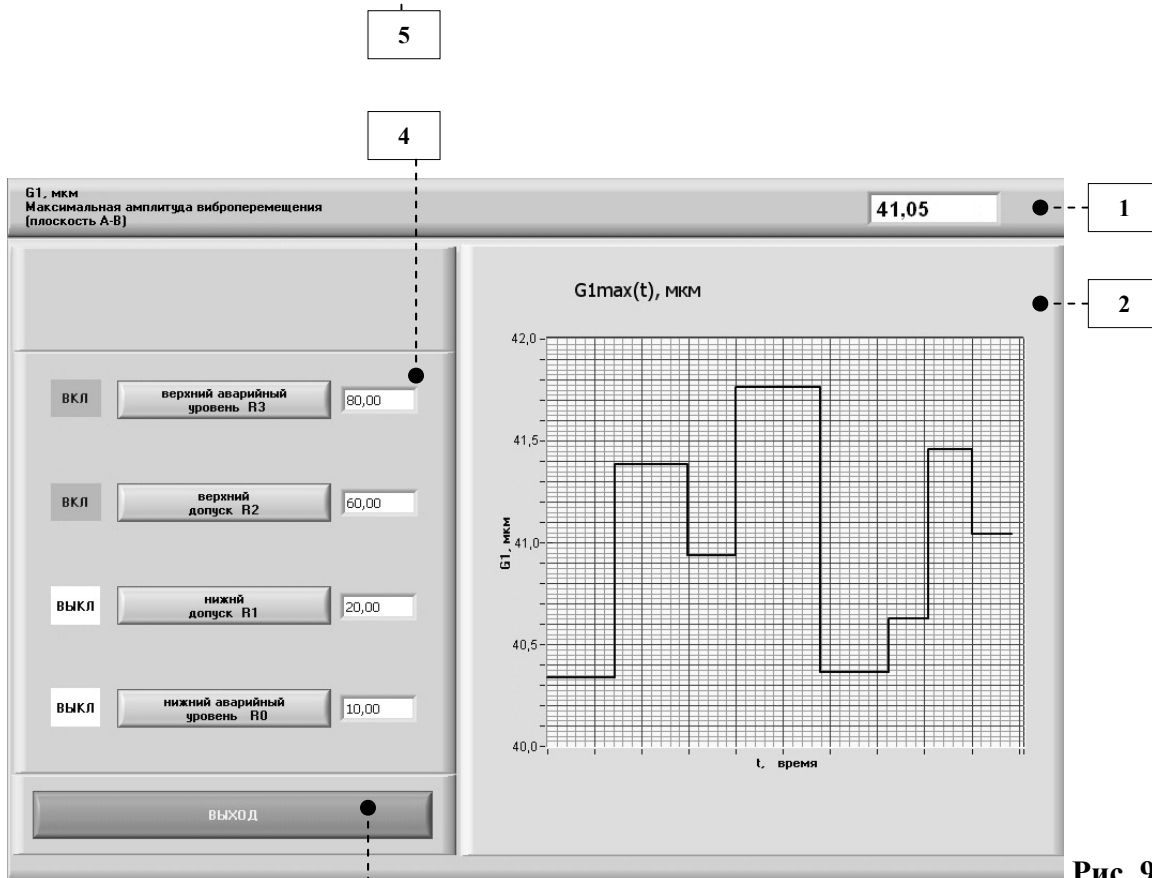 5
4
G1, мкм
Максимальная амплитуда виброперемещения
(плоскость А-В)
41,05
1
2
ВКЛ
верхний аварийный
уровень R3
80,00
ВКЛ
верхний
допуск R2
60,00
ВЫКЛ
нижнй
допуск R1
20,00
ВЫКЛ
нижний аварийный
уровень R0
10,00
ВЫХОД
G1max(t), мкм
42,0
41,5
41,0
40,5
40,0
G1, мкм
t, время
Рис. 9